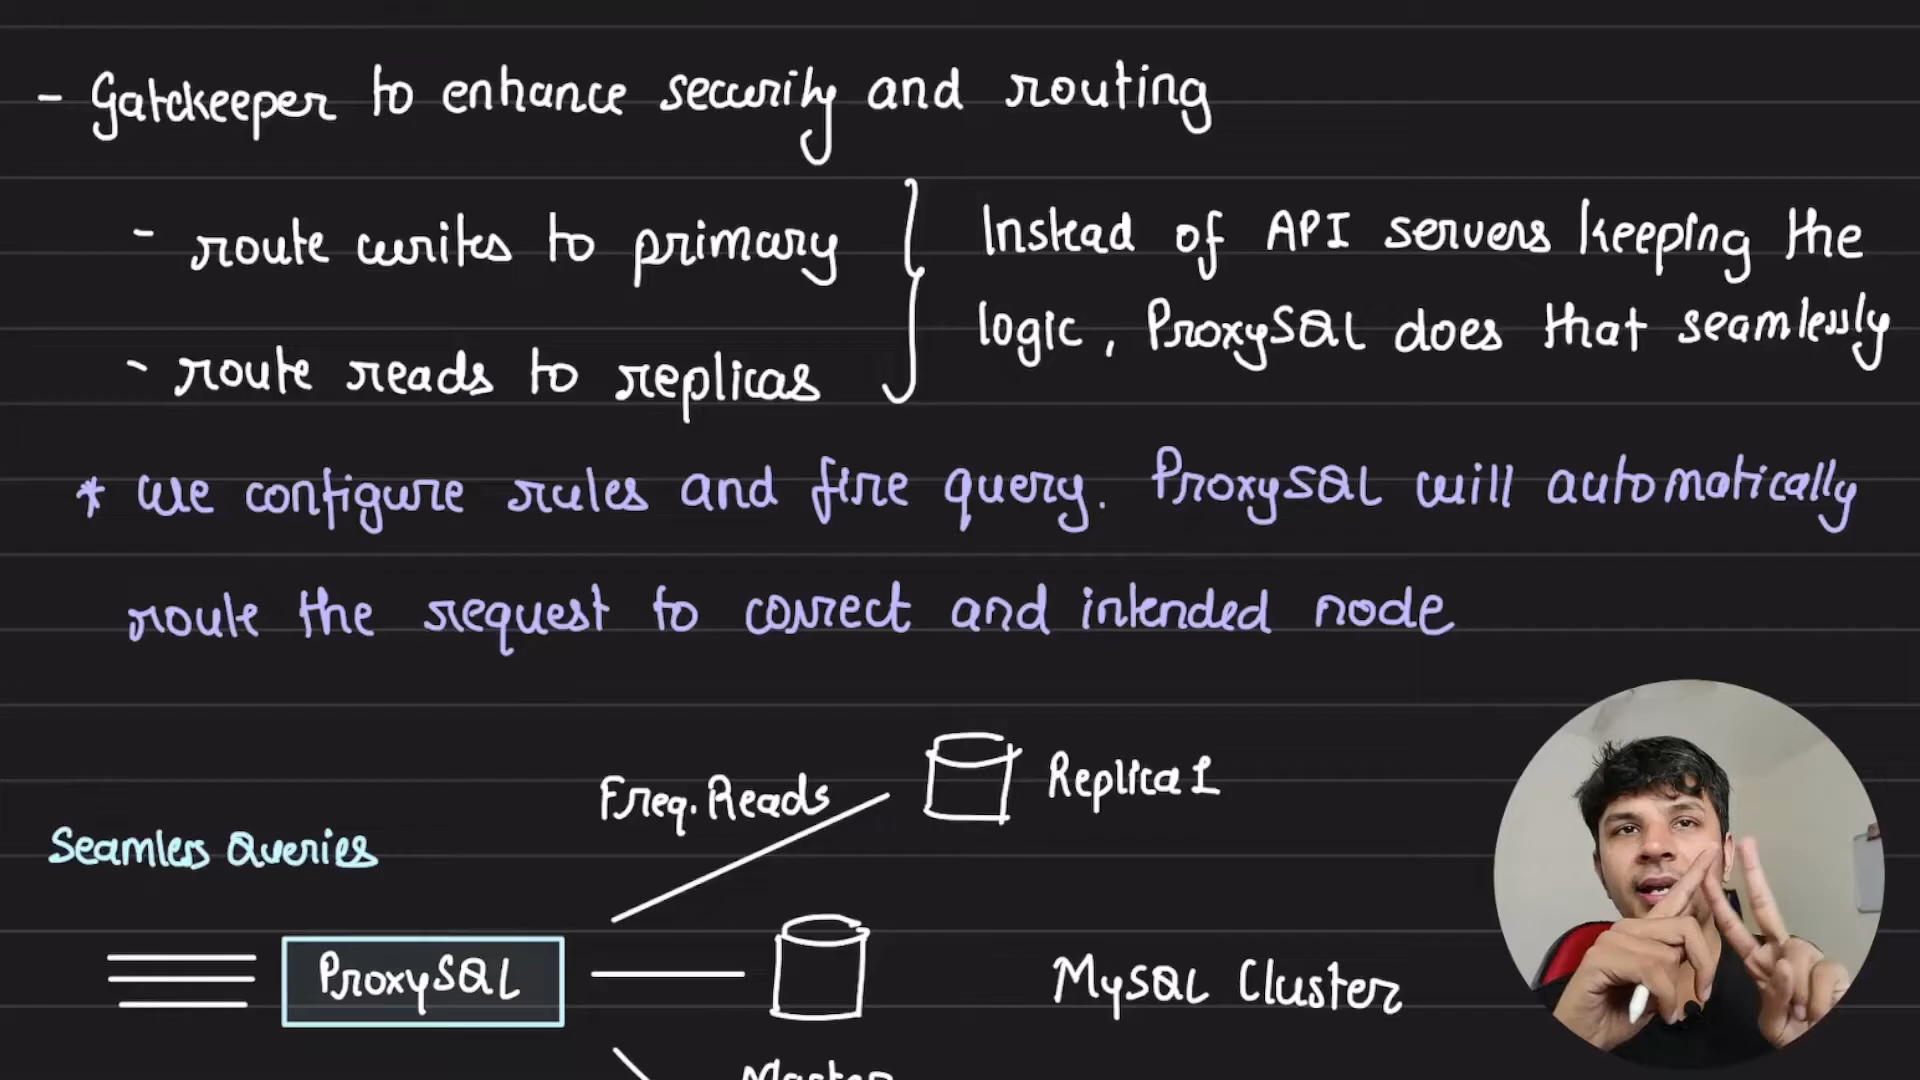 - Gatekeeper to enhance security and routing
- route writes to primary
- route reads to replicas
Instead of API servers keeping the
logic, ProxySQL does that seamlessly
* We configure rules and fire query. ProxySQL will automatically
route the request to correct and intended node
Freq. Reads
Replica 1
Seamless Queries
ProxySQL
MySQL Cluster
Master